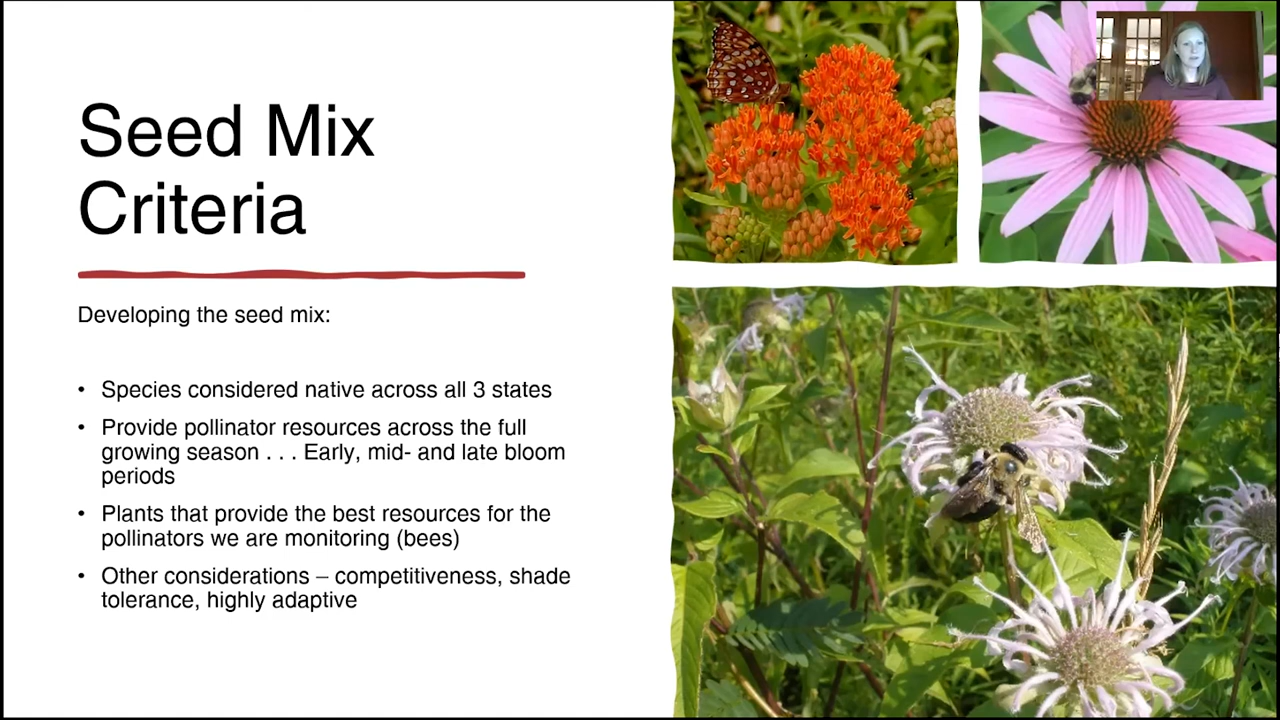 Seed Mix
Criteria
Developing the seed mix:
• Species considered native across all 3 states
• Provide pollinator resources across the full
growing season . . . Early, mid- and late bloom
periods
• Plants that provide the best resources for the
pollinators we are monitoring (bees)
• Other considerations – competitiveness, shade
tolerance, highly adaptive